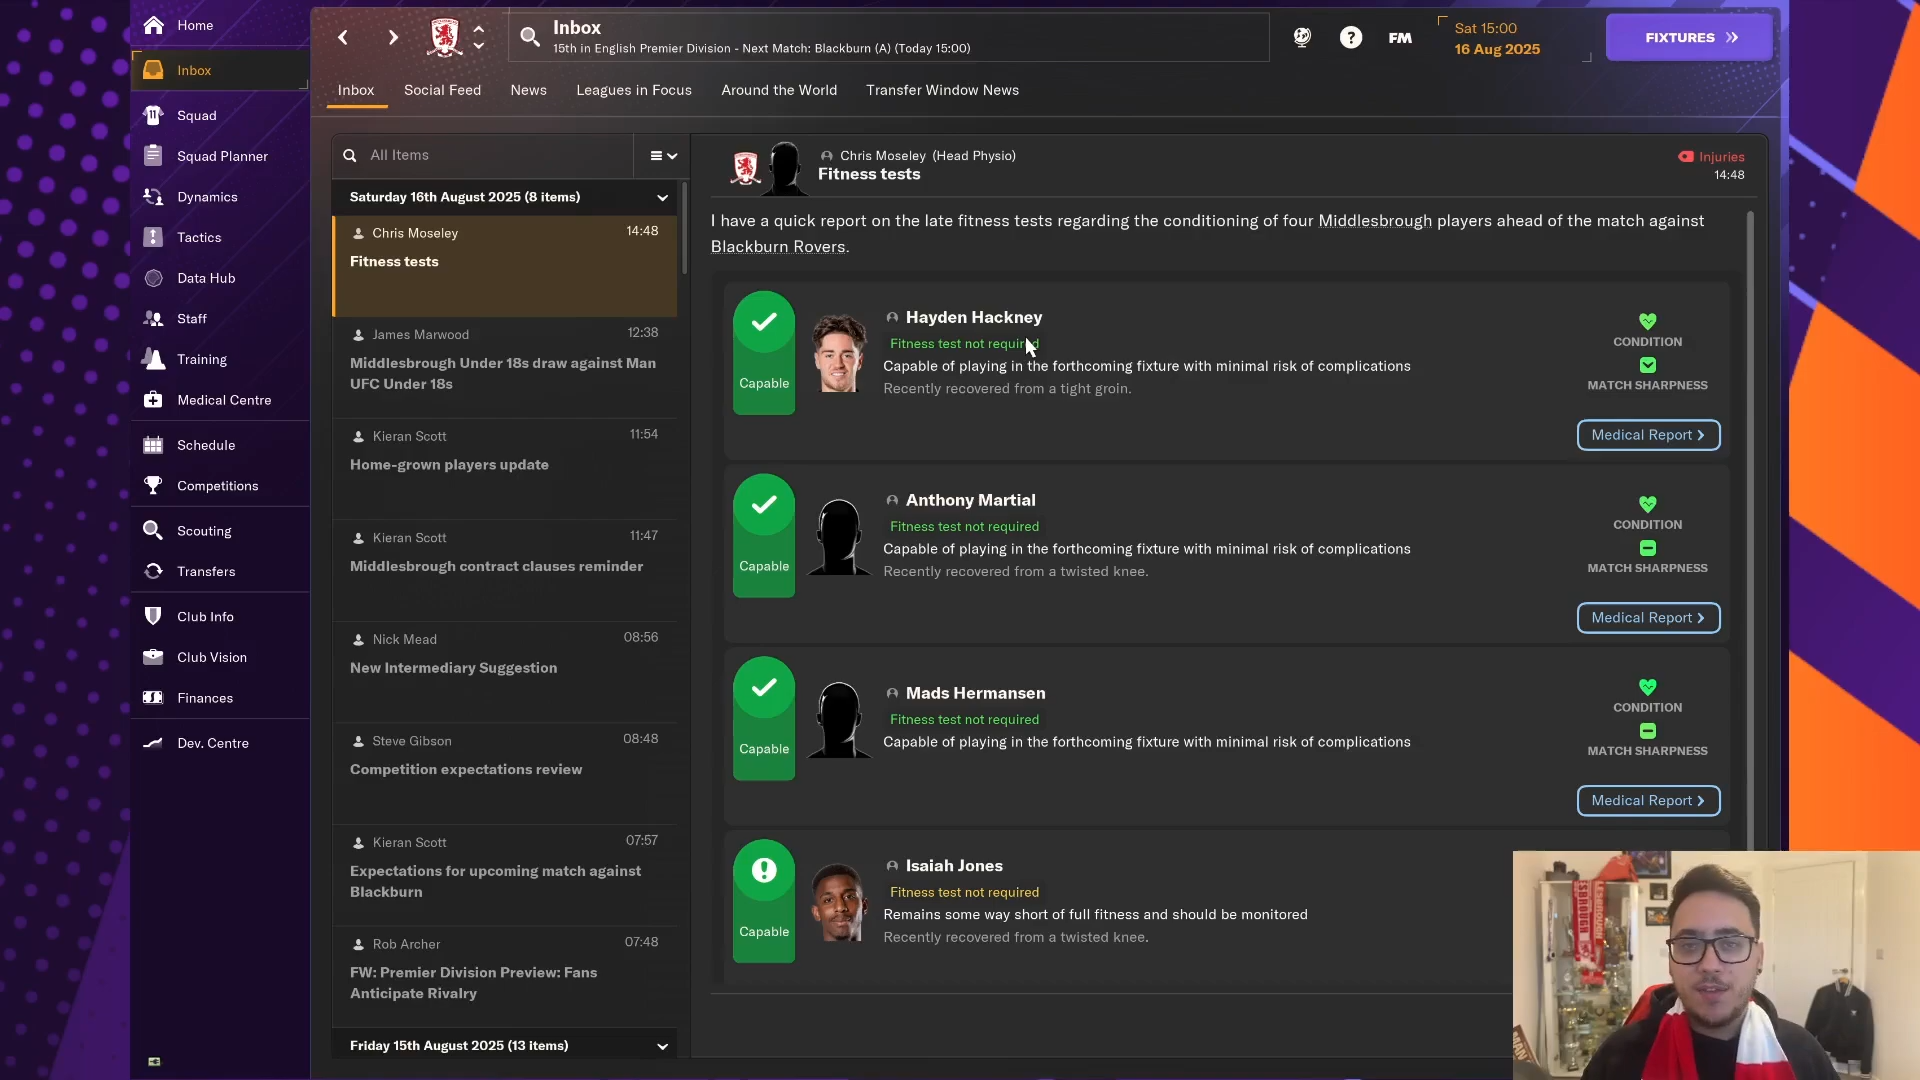 Home
Inbox
Squad
Squad Planner
Dynamics
Tactics
Data Hub
Staff
Training
Medical Centre
Schedule
Competitions
Scouting
Transfers
Club Info
Club Vision
Finances
Dev. Centre
Inbox
15th in English Premier Division - Next Match: Blackburn (A) (Today 15:00)
FM
Sat 15:00
16 Aug 2025
FIXTURES
Inbox
Social Feed
News
Leagues in Focus
Around the World
Transfer Window News
All Items
Saturday 16th August 2025 (8 items)
Chris Moseley 14:48
Fitness tests
James Marwood 12:38
Middlesbrough Under 18s draw against Man
UFC Under 18s
Kieran Scott 11:54
Home-grown players update
Kieran Scott 11:47
Middlesbrough contract clauses reminder
Nick Mead 08:56
New Intermediary Suggestion
Steve Gibson 08:48
Competition expectations review
Kieran Scott 07:57
Expectations for upcoming match against
Blackburn
Rob Archer 07:48
FW: Premier Division Preview: Fans
Anticipate Rivalry
Friday 15th August 2025 (13 items)
Chris Moseley (Head Physio)
Fitness tests
Injuries
14:48
I have a quick report on the late fitness tests regarding the conditioning of four Middlesbrough players ahead of the match against
Blackburn Rovers.
Capable
Hayden Hackney
Fitness test not required
Capable of playing in the forthcoming fixture with minimal risk of complications
Recently recovered from a tight groin.
CONDITION
MATCH SHARPNESS
Medical Report
Capable
Anthony Martial
Fitness test not required
Capable of playing in the forthcoming fixture with minimal risk of complications
Recently recovered from a twisted knee.
CONDITION
MATCH SHARPNESS
Medical Report
Capable
Mads Hermansen
Fitness test not required
Capable of playing in the forthcoming fixture with minimal risk of complications
CONDITION
MATCH SHARPNESS
Medical Report
Capable
Isaiah Jones
Fitness test not required
Remains some way short of full fitness and should be monitored
Recently recovered from a twisted knee.